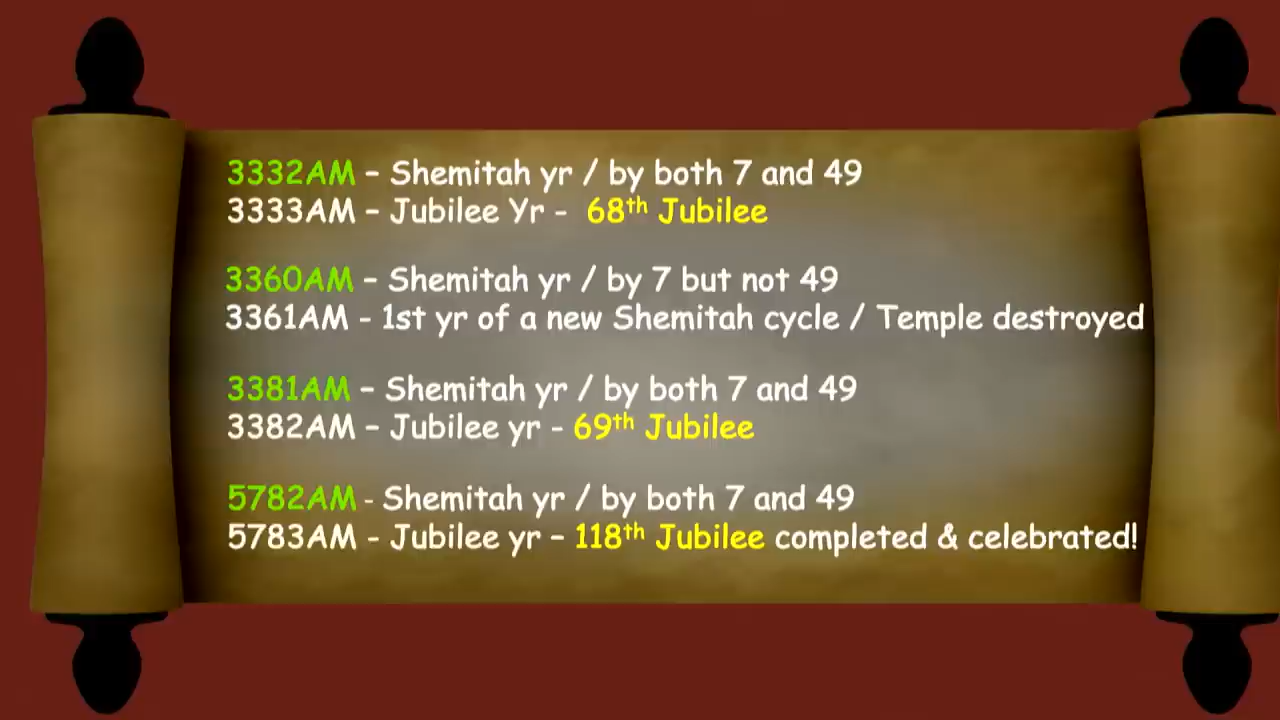 3332AM – Shemitah yr / by both 7 and 49
3333AM – Jubilee Yr - 68th Jubilee
3360AM – Shemitah yr / by 7 but not 49
3361AM - 1st yr of a new Shemitah cycle / Temple destroyed
3381AM – Shemitah yr / by both 7 and 49
3382AM – Jubilee yr - 69th Jubilee
5782AM - Shemitah yr / by both 7 and 49
5783AM - Jubilee yr – 118th Jubilee completed & celebrated!